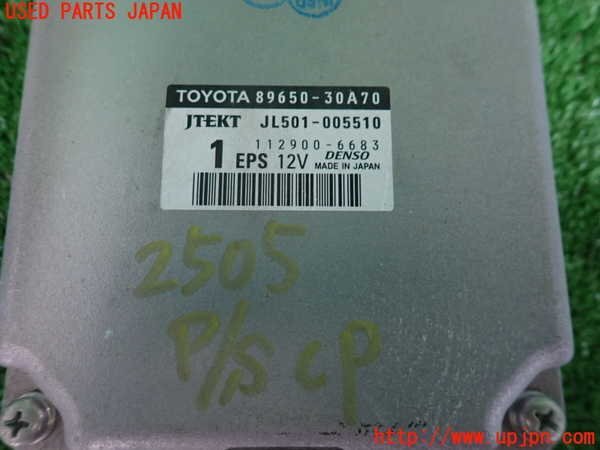 USED PARTS JAPAN
TOYOTA 89650-30A70
JTEKT JL501-005510
112900-6683
1 EPS 12V DENSO
MADE IN JAPAN
2505
P/S CP
http://www.upjpn.com/